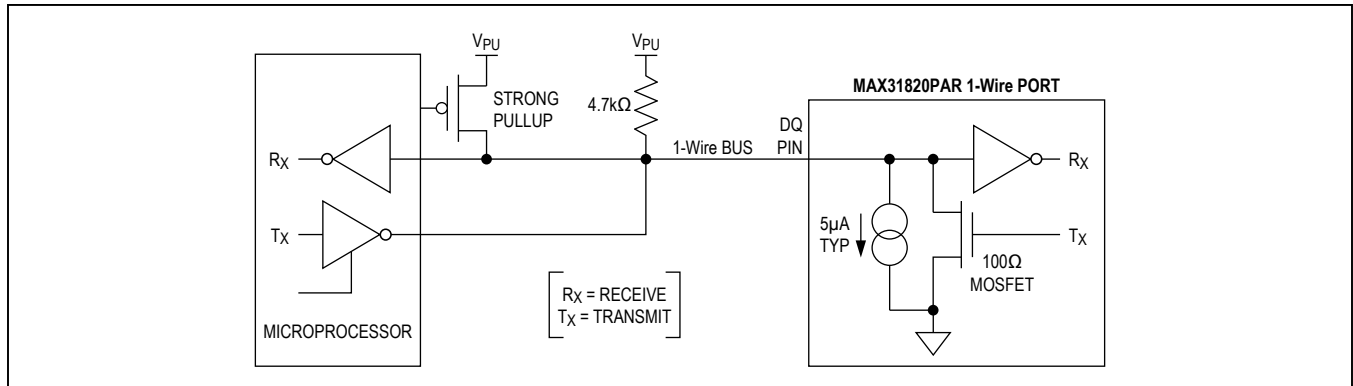 VPU
VPU
STRONG
PULLUP
4.7kΩ
MAX31820PAR 1-Wire PORT
DQ
PIN
1-Wire BUS
RX
RX
TX
5µA
TYP
TX
100Ω
MOSFET
RX = RECEIVE
TX = TRANSMIT
MICROPROCESSOR